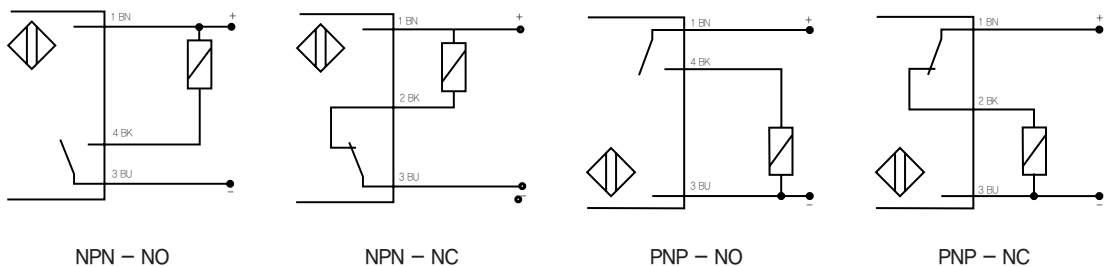 1 BN
+
4 BK
3 BU
−
NPN − NO
1 BN
+
2 BK
3 BU
−
NPN − NC
1 BN
+
4 BK
3 BU
−
PNP − NO
1 BN
+
2 BK
3 BU
−
PNP − NC